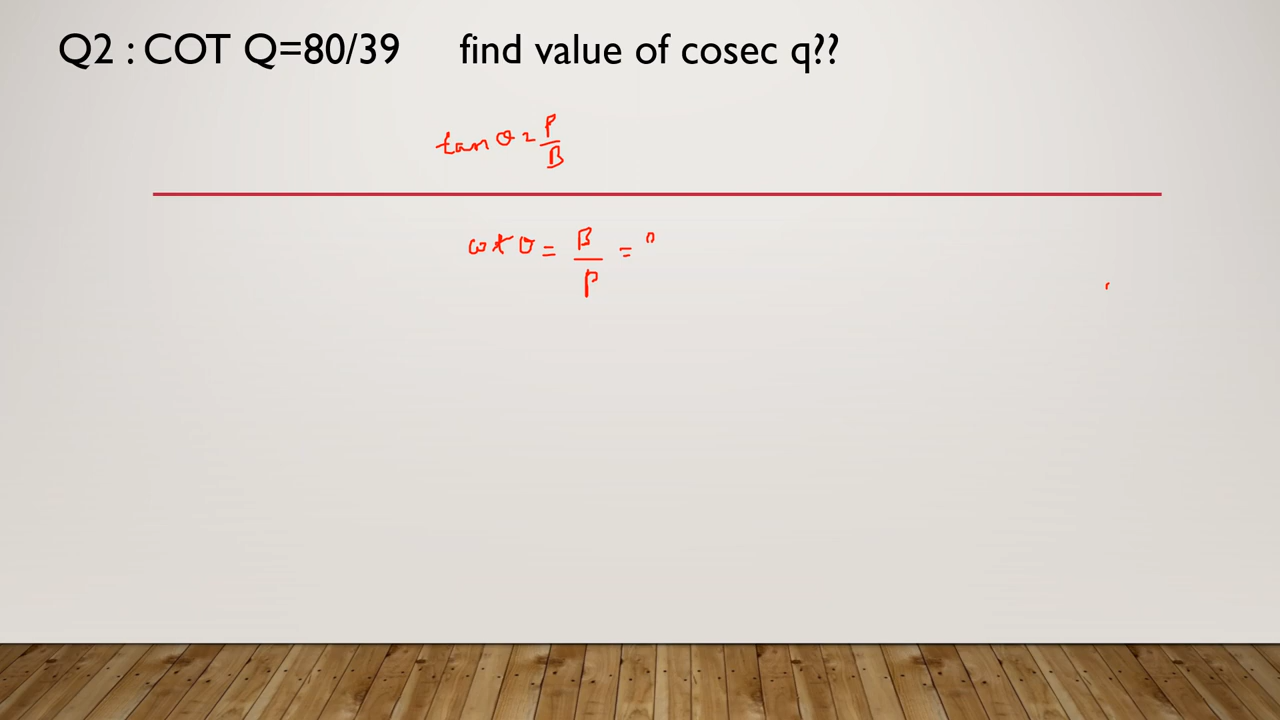 Q2 : COT Q=80/39 find value of cosec q??
tan θ = P/B
cot θ = B/P =